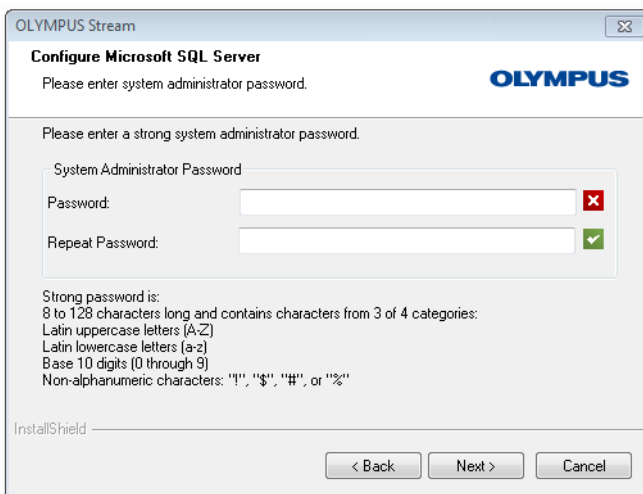 OLYMPUS Stream
Configure Microsoft SQL Server
Please enter system administrator password.
OLYMPUS
Please enter a strong system administrator password.
System Administrator Password
Password:
Repeat Password:
Strong password is:
8 to 128 characters long and contains characters from 3 of 4 categories:
Latin uppercase letters (A-Z)
Latin lowercase letters (a-z)
Base 10 digits (0 through 9)
Non-alphanumeric characters: "!", "$", "#", or "%"
InstallShield
< Back
Next >
Cancel